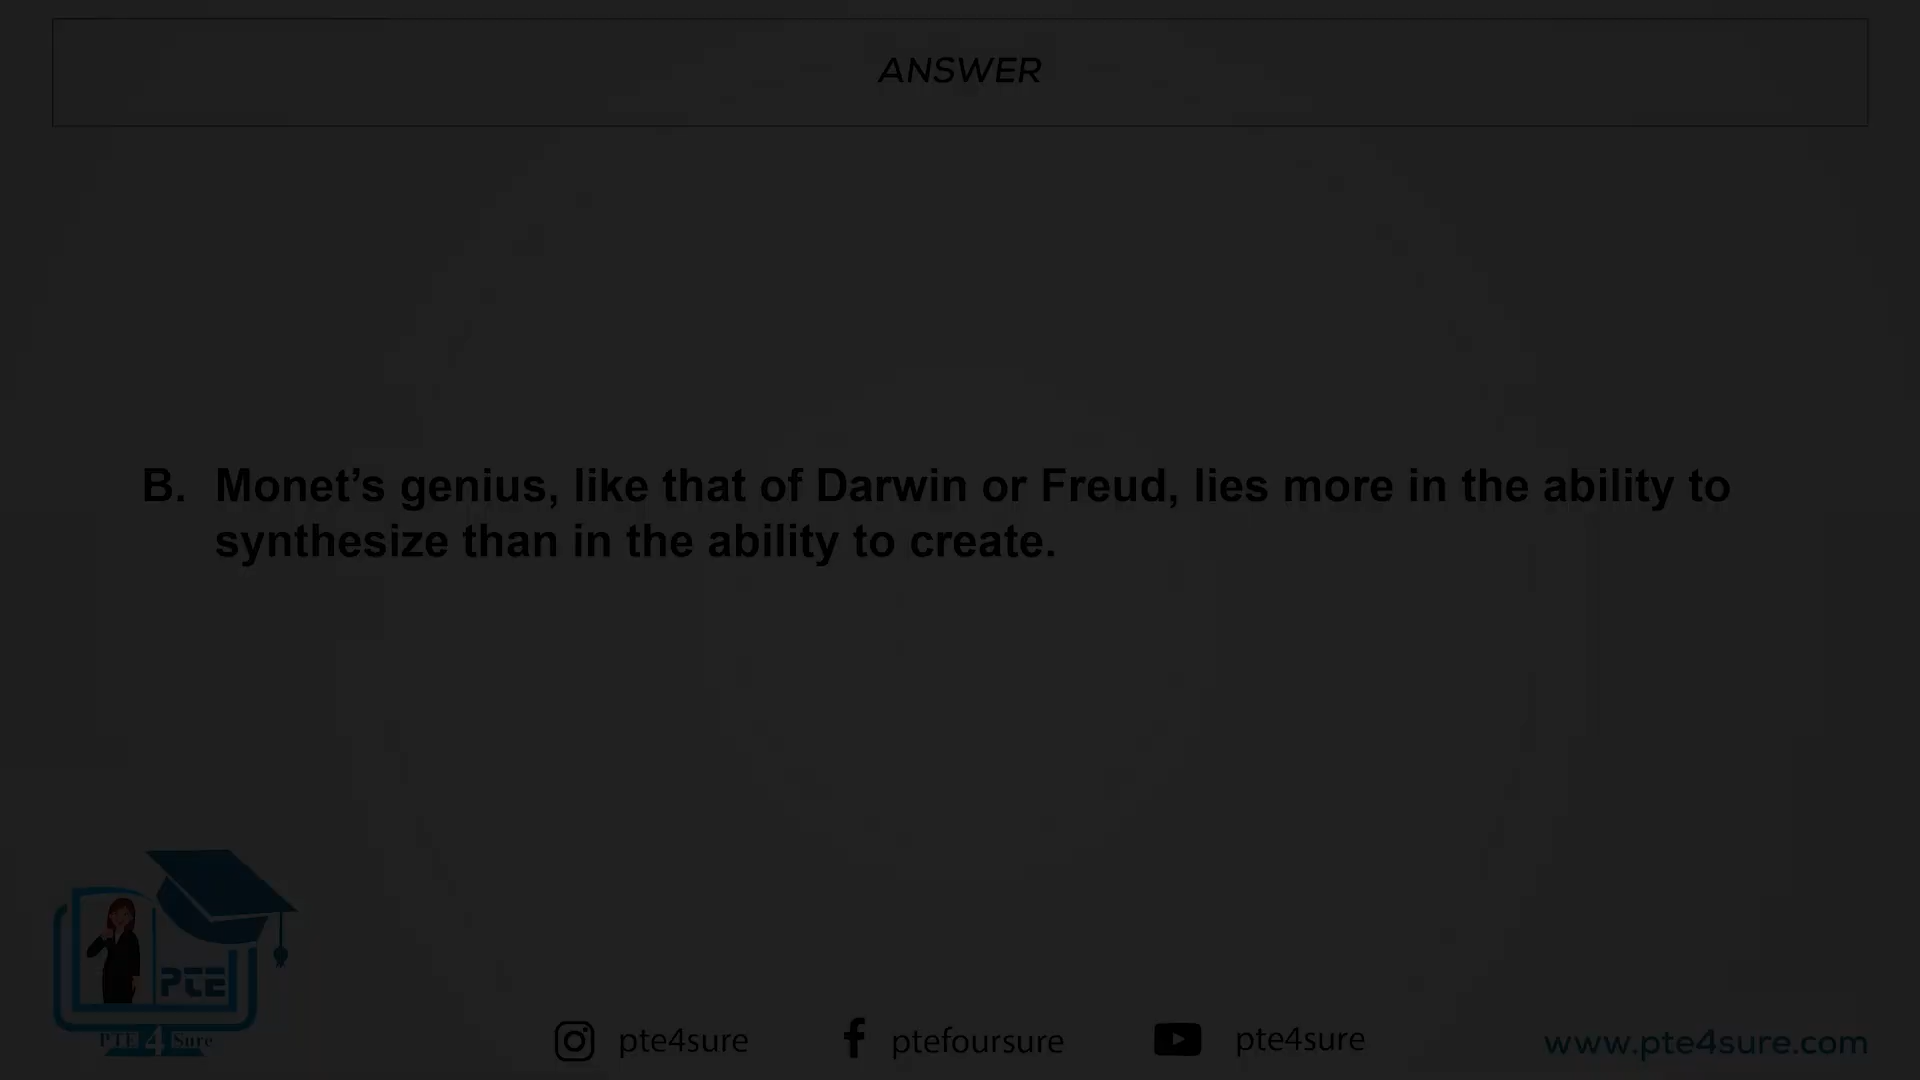 ANSWER
B. Monet’s genius, like that of Darwin or Freud, lies more in the ability to
synthesize than in the ability to create.
PTE
PTE 4 Sure
pte4sure
ptefoursure
pte4sure
www.pte4sure.com